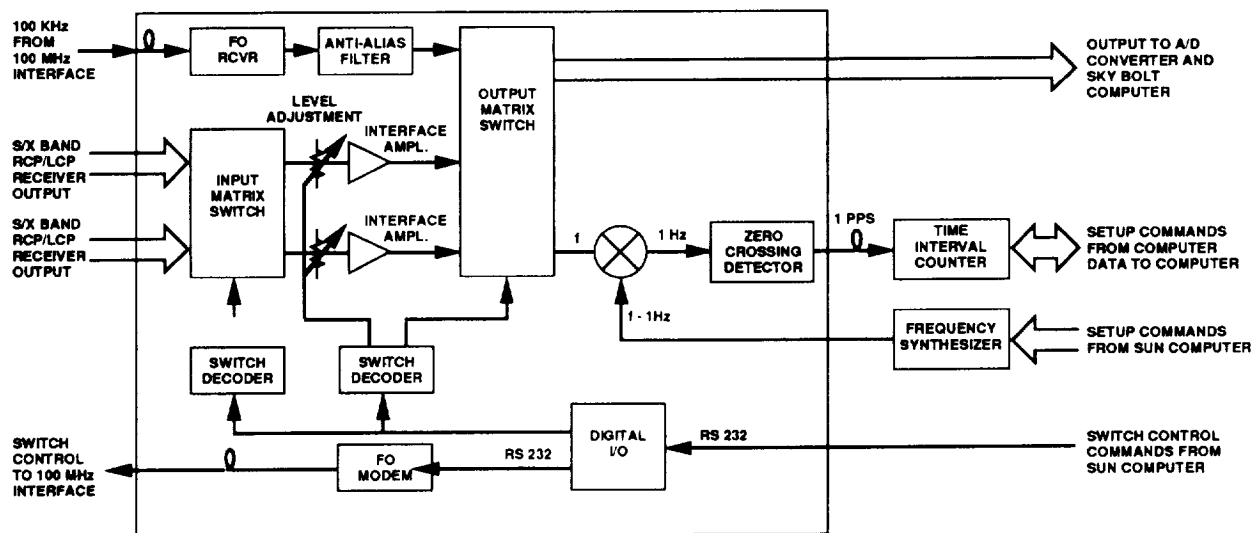 100 KHz
FROM
100 MHz
INTERFACE
FO
RCVR
ANTI-ALIAS
FILTER
OUTPUT
MATRIX
SWITCH
OUTPUT TO A/D
CONVERTER AND
SKY BOLT
COMPUTER
LEVEL
ADJUSTMENT
INTERFACE
AMPL.
S/X BAND
RCP/LCP
RECEIVER
OUTPUT
INPUT
MATRIX
SWITCH
S/X BAND
RCP/LCP
RECEIVER
OUTPUT
INTERFACE
AMPL.
f
1 Hz
ZERO
CROSSING
DETECTOR
1 PPS
TIME
INTERVAL
COUNTER
SETUP COMMANDS
FROM COMPUTER
DATA TO COMPUTER
f - 1Hz
FREQUENCY
SYNTHESIZER
SETUP COMMANDS
FROM SUN COMPUTER
SWITCH
DECODER
SWITCH
DECODER
SWITCH
CONTROL
TO 100 MHz
INTERFACE
FO
MODEM
RS 232
DIGITAL
I/O
RS 232
SWITCH CONTROL
COMMANDS FROM
SUN COMPUTER